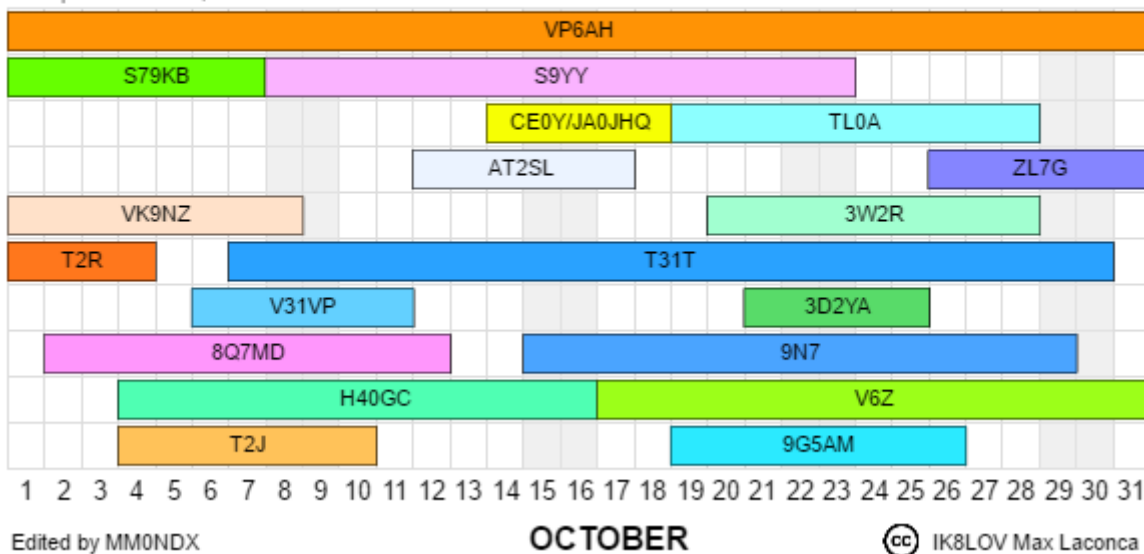 VP6AH
S79KB S9YY
CE0Y/JA0JHQ TL0A
AT2SL ZL7G
VK9NZ 3W2R
T2R T31T
V31VP 3D2YA
8Q7MD 9N7
H40GC V6Z
T2J 9G5AM
1 2 3 4 5 6 7 8 9 10 11 12 13 14 15 16 17 18 19 20 21 22 23 24 25 26 27 28 29 30 31
Edited by MM0NDX OCTOBER cc IK8LOV Max Laconca